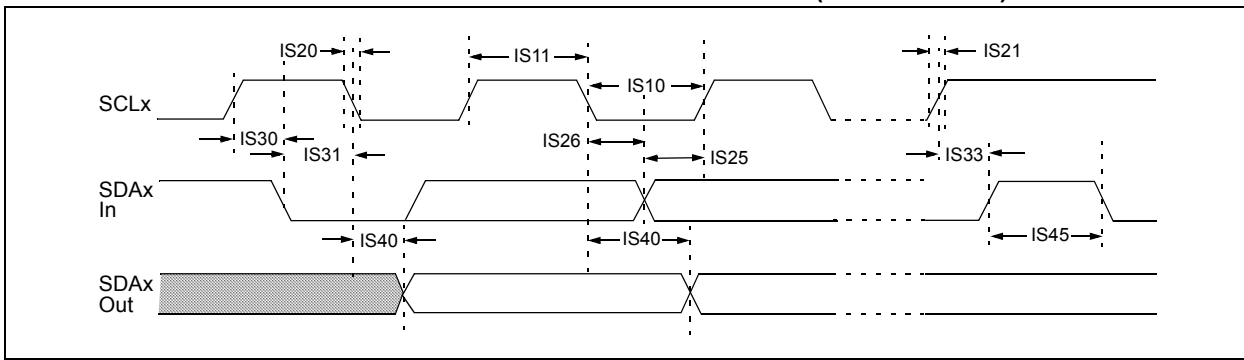 IS20
IS11
IS21
IS10
SCLx
IS30
IS26
IS31
IS25
IS33
SDAx
In
IS40
IS40
IS45
SDAx
Out